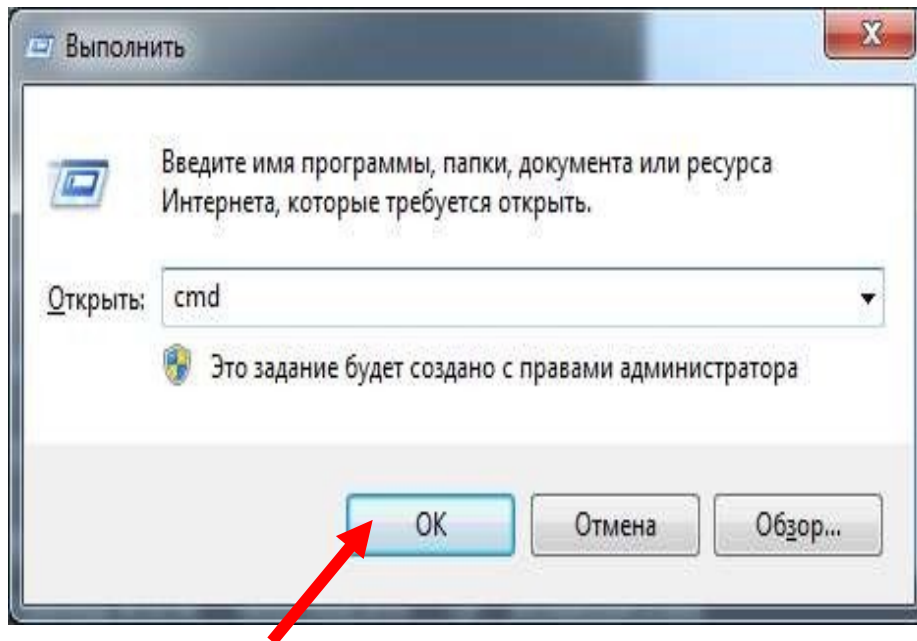 Выполнить
Введите имя программы, папки, документа или ресурса
Интернета, которые требуется открыть.
Открыть: cmd
Это задание будет создано с правами администратора
ОК Отмена Обзор...